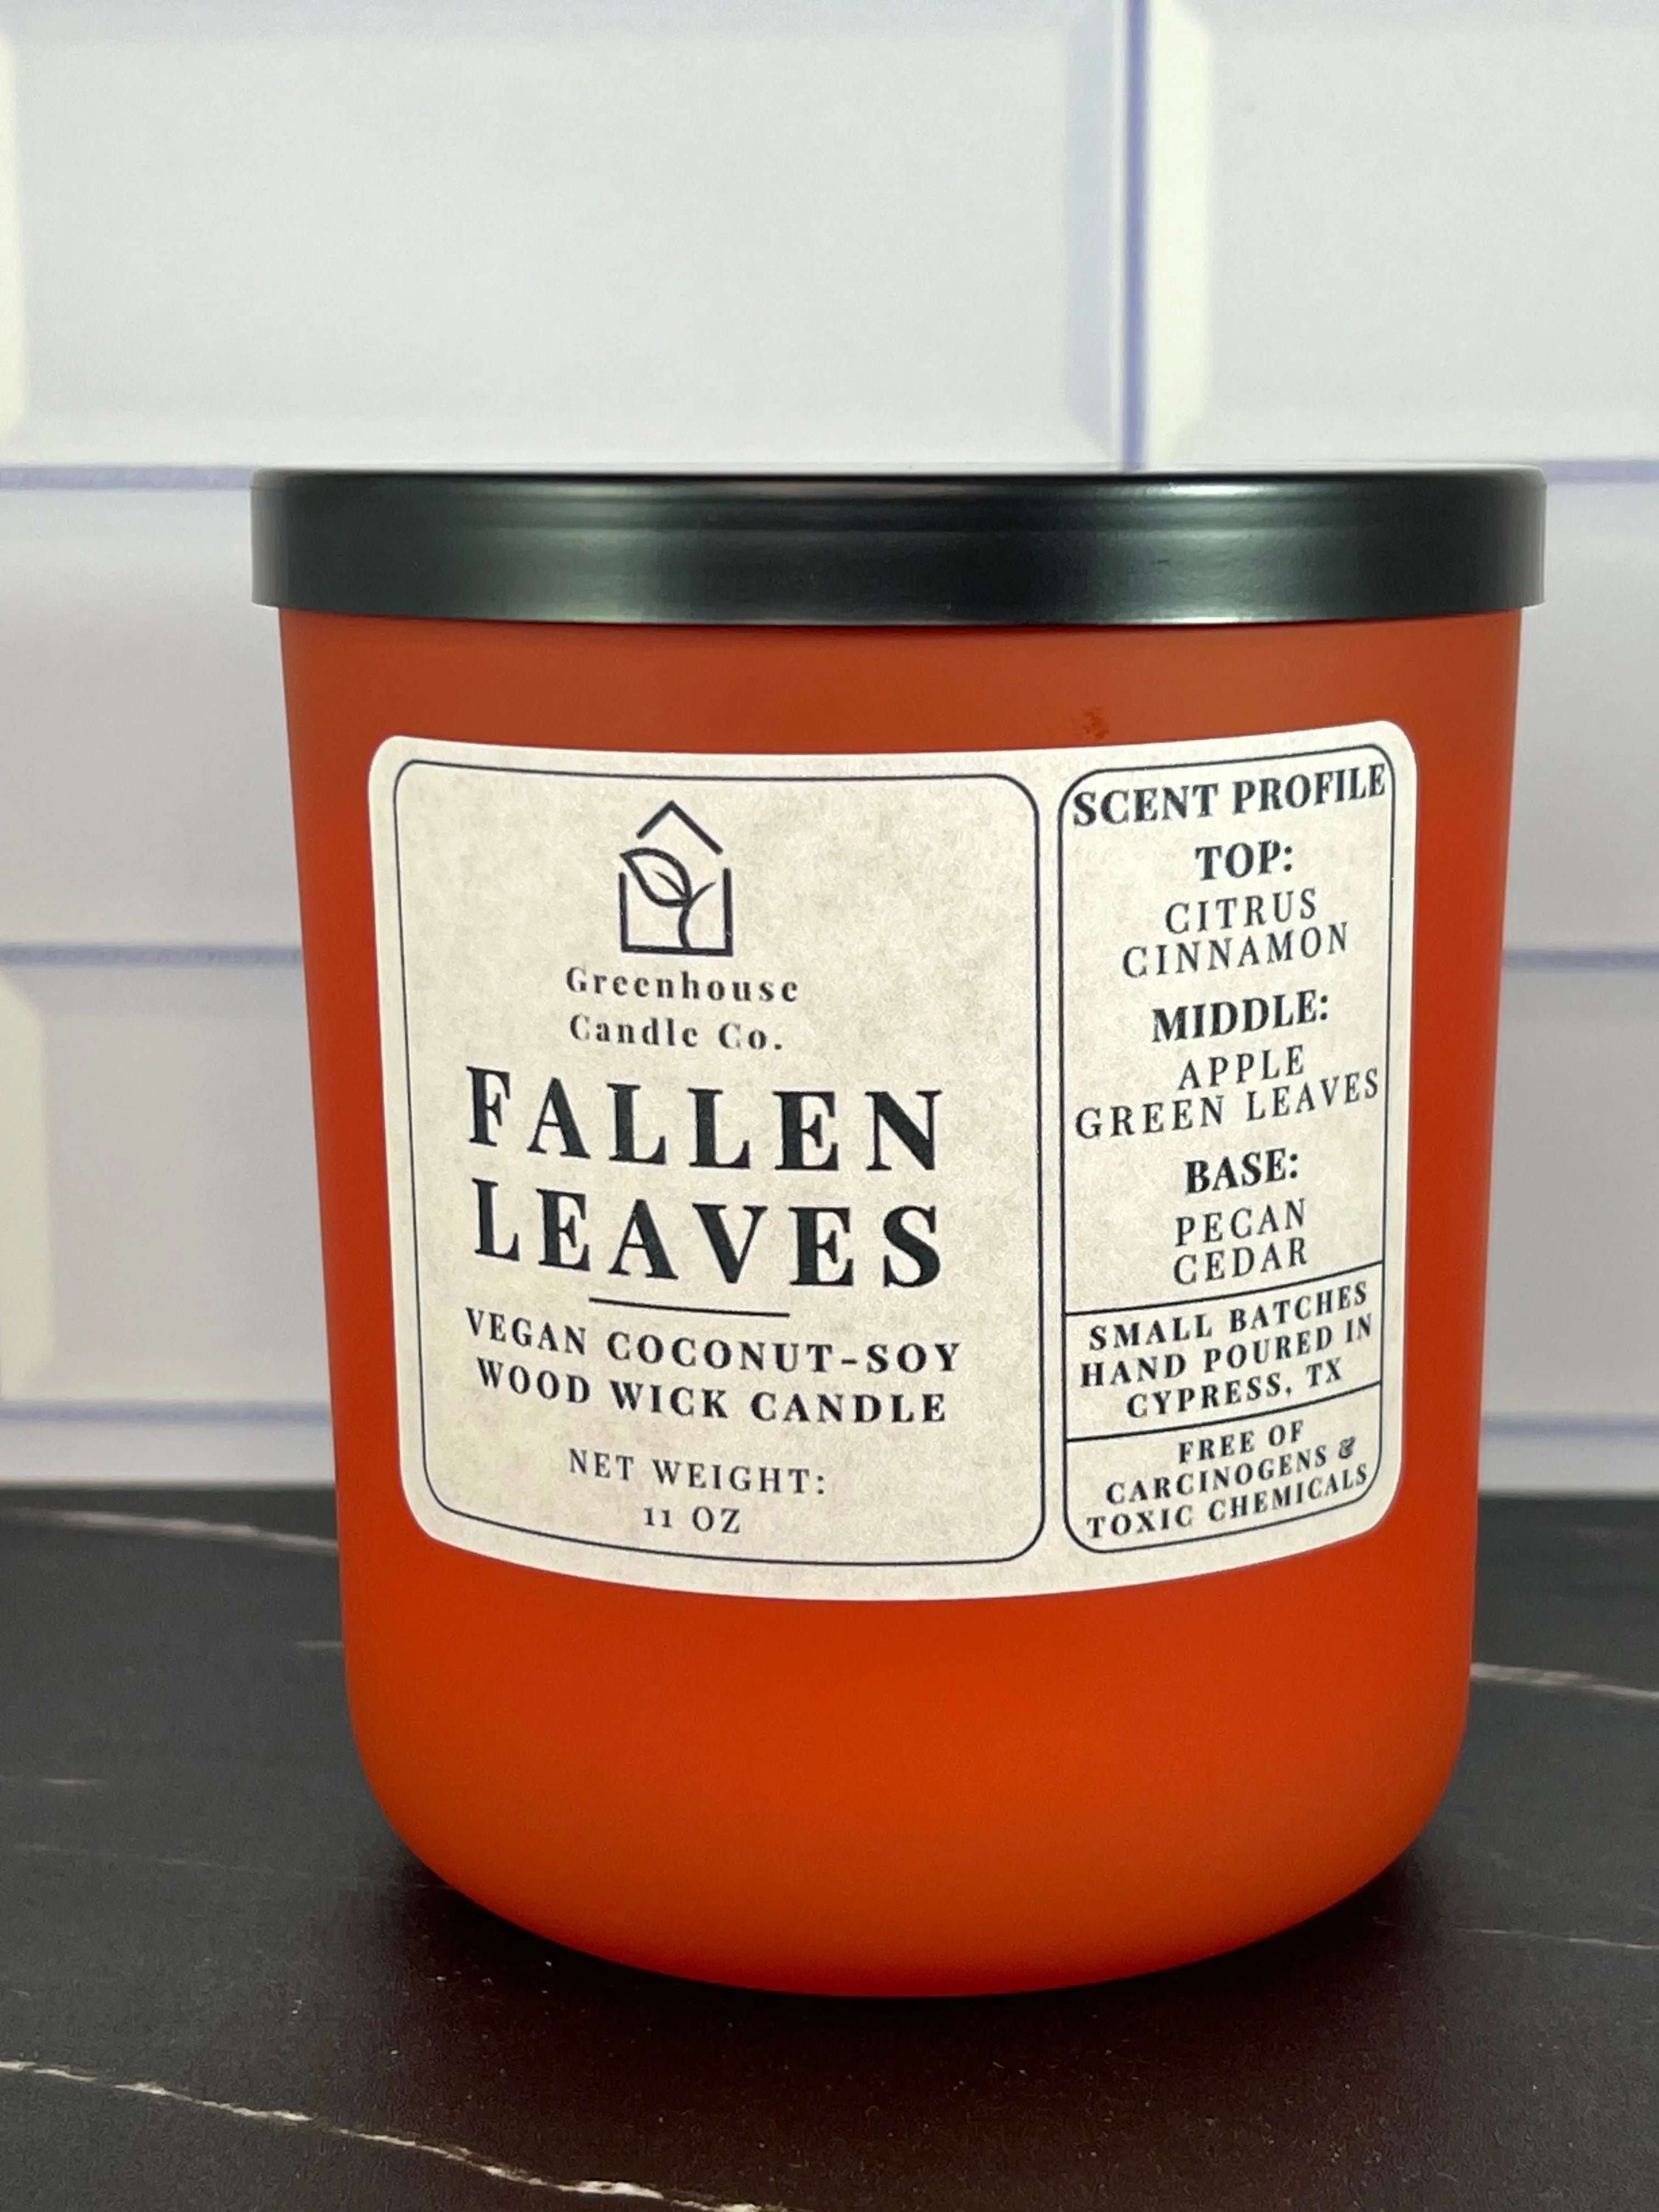 Greenhouse
Candle Co.
FALLEN
LEAVES
VEGAN COCONUT-SOY
WOOD WICK CANDLE
NET WEIGHT:
11 OZ
SCENT PROFILE
TOP:
CITRUS
CINNAMON
MIDDLE:
APPLE
GREEN LEAVES
BASE:
PECAN
CEDAR
SMALL BATCHES
HAND POURED IN
CYPRESS, TX
FREE OF
CARCINOGENS &
TOXIC CHEMICALS